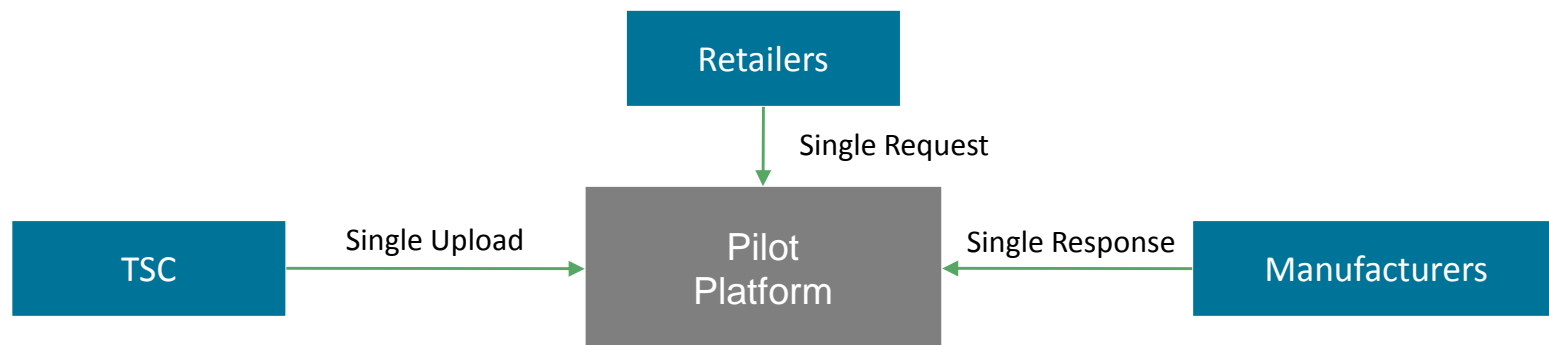 Retailers
Single Request
TSC
Single Upload
Pilot
Platform
Single Response
Manufacturers